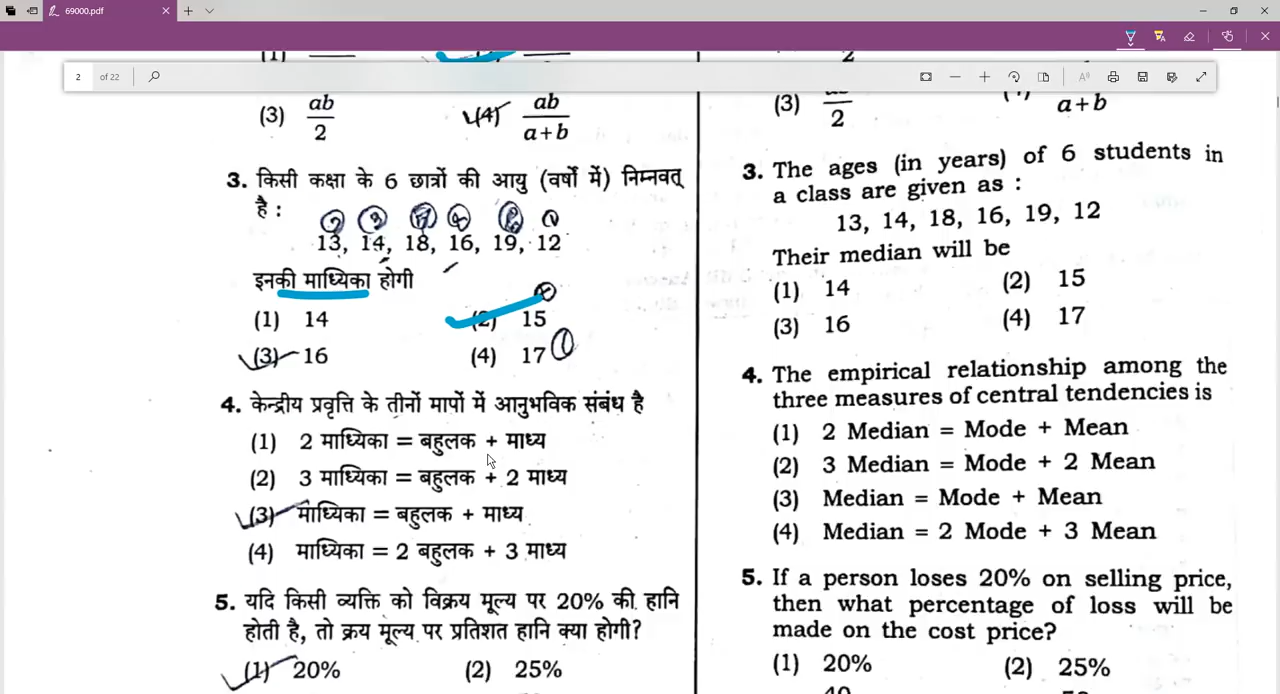 69000.pdf
2 of 22
(3) ab/2 (4) ab/a+b
3. किसी कक्षा के 6 छात्रों की आयु (वर्षों में) निम्नवत्
है :
13, 14, 18, 16, 19, 12
इनकी माध्यिका होगी
(1) 14 (2) 15
(3) 16 (4) 17
4. केन्द्रीय प्रवृत्ति के तीनों मापों में आनुभविक संबंध है
(1) 2 माध्यिका = बहुलक + माध्य
(2) 3 माध्यिका = बहुलक + 2 माध्य
(3) माध्यिका = बहुलक + माध्य
(4) माध्यिका = 2 बहुलक + 3 माध्य
5. यदि किसी व्यक्ति को विक्रय मूल्य पर 20% की हानि
होती है, तो क्रय मूल्य पर प्रतिशत हानि क्या होगी?
(1) 20% (2) 25%
2
(3) 2 a+b
3. The ages (in years) of 6 students in
a class are given as :
13, 14, 18, 16, 19, 12
Their median will be
(1) 14 (2) 15
(3) 16 (4) 17
4. The empirical relationship among the
three measures of central tendencies is
(1) 2 Median = Mode + Mean
(2) 3 Median = Mode + 2 Mean
(3) Median = Mode + Mean
(4) Median = 2 Mode + 3 Mean
5. If a person loses 20% on selling price,
then what percentage of loss will be
made on the cost price?
(1) 20% (2) 25%